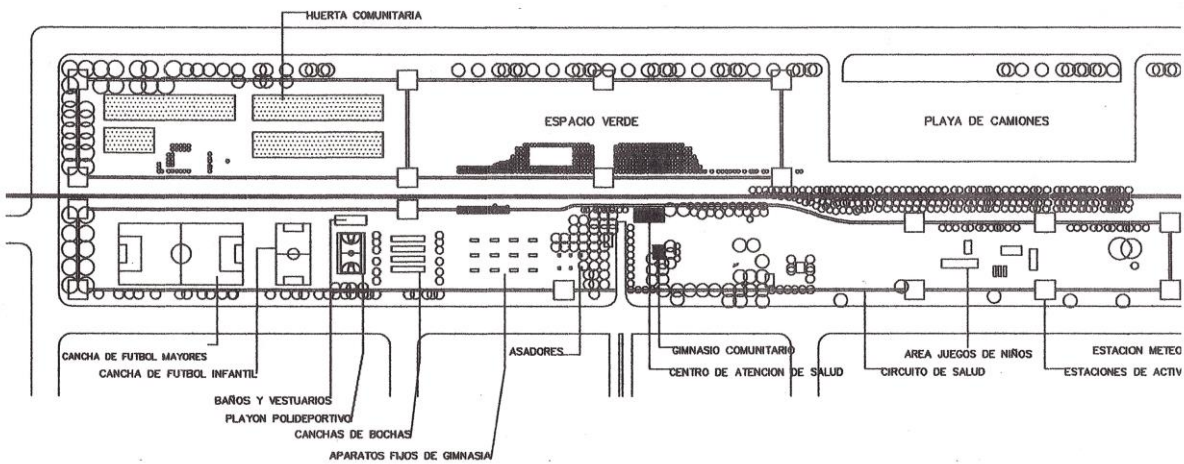 HUERTA COMUNITARIA
ESPACIO VERDE
PLAYA DE CAMIONES
CANCHA DE FUTBOL MAYORES
CANCHA DE FUTBOL INFANTIL
BAÑOS Y VESTUARIOS
PLAYON POLIDEPORTIVO
CANCHAS DE BOCHAS
APARATOS FIJOS DE GIMNASIA
ASADORES
GIMNASIO COMUNITARIO
CENTRO DE ATENCION DE SALUD
AREA JUEGOS DE NIÑOS
CIRCUITO DE SALUD
ESTACION METEO
ESTACIONES DE ACTIV